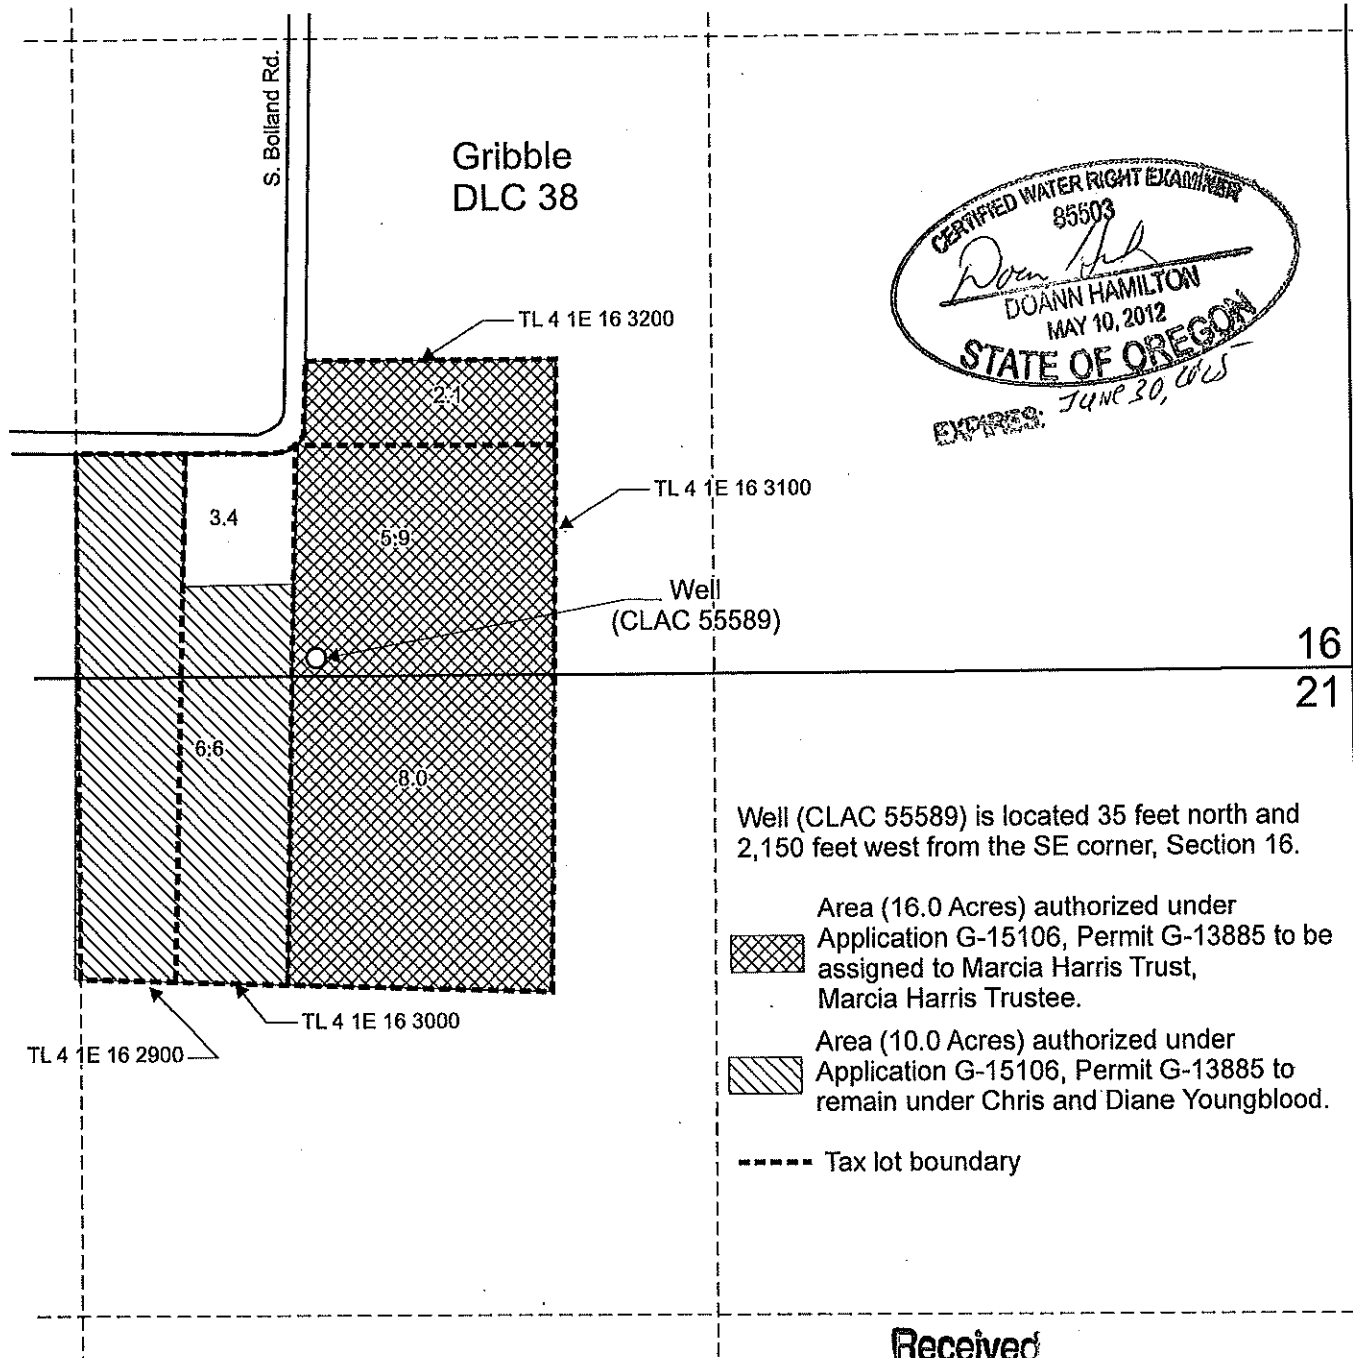 S. Bolland Rd.
Gribble
DLC 38
CERTIFIED WATER RIGHT EXAMINER
85503
DOANN HAMILTON
MAY 10, 2012
STATE OF OREGON
EXPIRES: JUNE 30,
TL 4 1E 16 3200
2.1
TL 4 1E 16 3100
3.4
5.9
Well
(CLAC 55589)
16
21
6.6
8.0
Well (CLAC 55589) is located 35 feet north and
2,150 feet west from the SE corner, Section 16.
Area (16.0 Acres) authorized under
Application G-15106, Permit G-13885 to be
assigned to Marcia Harris Trust,
Marcia Harris Trustee.
TL 4 1E 16 3000
TL 4 1E 16 2900
Area (10.0 Acres) authorized under
Application G-15106, Permit G-13885 to
remain under Chris and Diane Youngblood.
Tax lot boundary
Received